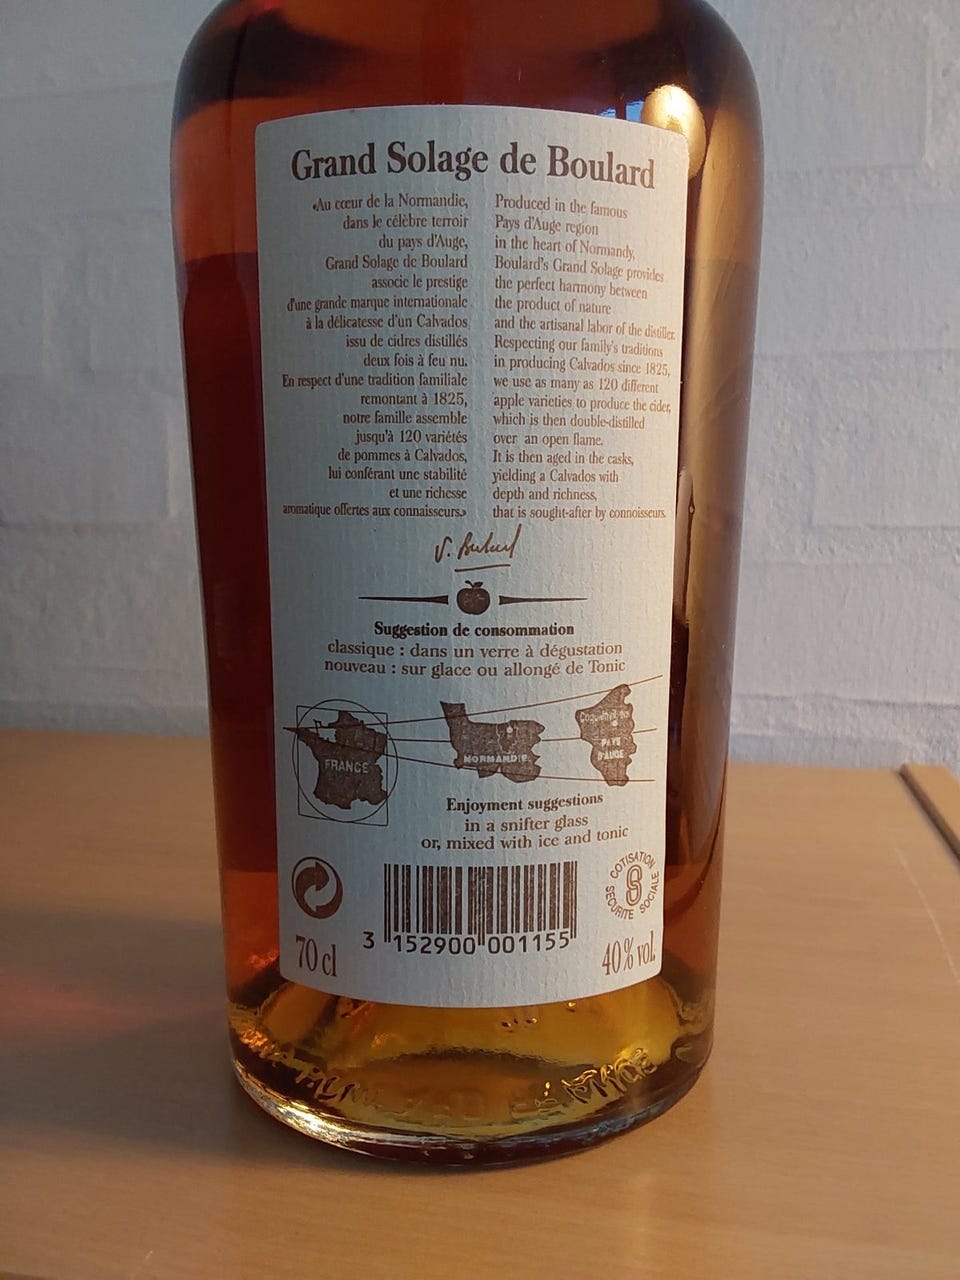 Grand Solage de Boulard
«Au cœur de la Normandie,
dans le célèbre terroir
du pays d'Auge,
Grand Solage de Boulard
associe le prestige
d'une grande marque internationale
à la délicatesse d'un Calvados
issu de cidres distillés
deux fois à feu nu.
En respect d'une tradition familiale
remontant à 1825,
notre famille assemble
jusqu'à 120 variétés
de pommes à Calvados,
lui conférant une stabilité
et une richesse
aromatique offertes aux connaisseurs.»
Produced in the famous
Pays d'Auge region
in the heart of Normandy,
Boulard's Grand Solage provides
the perfect harmony between
the product of nature
and the artisanal labor of the distiller.
Respecting our family's traditions
in producing Calvados since 1825,
we use as many as 120 different
apple varieties to produce the cider,
which is then double-distilled
over an open flame.
It is then aged in the casks,
yielding a Calvados with
depth and richness,
that is sought-after by connoisseurs.
Suggestion de consommation
classique : dans un verre à dégustation
nouveau : sur glace ou allongé de Tonic
FRANCE
NORMANDIE
PAYS
D'AUGE
Enjoyment suggestions
in a snifter glass
or, mixed with ice and tonic
COTISATION
SECURITE SOCIALE
3 152900 001155
70 cl
40% vol.